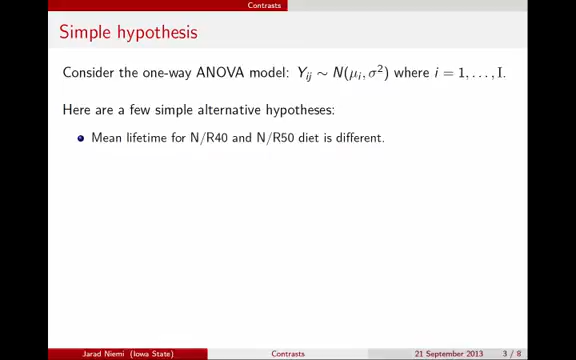 Contrasts
Simple hypothesis
Consider the one-way ANOVA model: Y_{ij} ∼ N(μ_i, σ²) where i = 1, . . . , I.
Here are a few simple alternative hypotheses:
Mean lifetime for N/R40 and N/R50 diet is different.
Jarad Niemi (Iowa State) Contrasts 21 September 2013 3 / 8